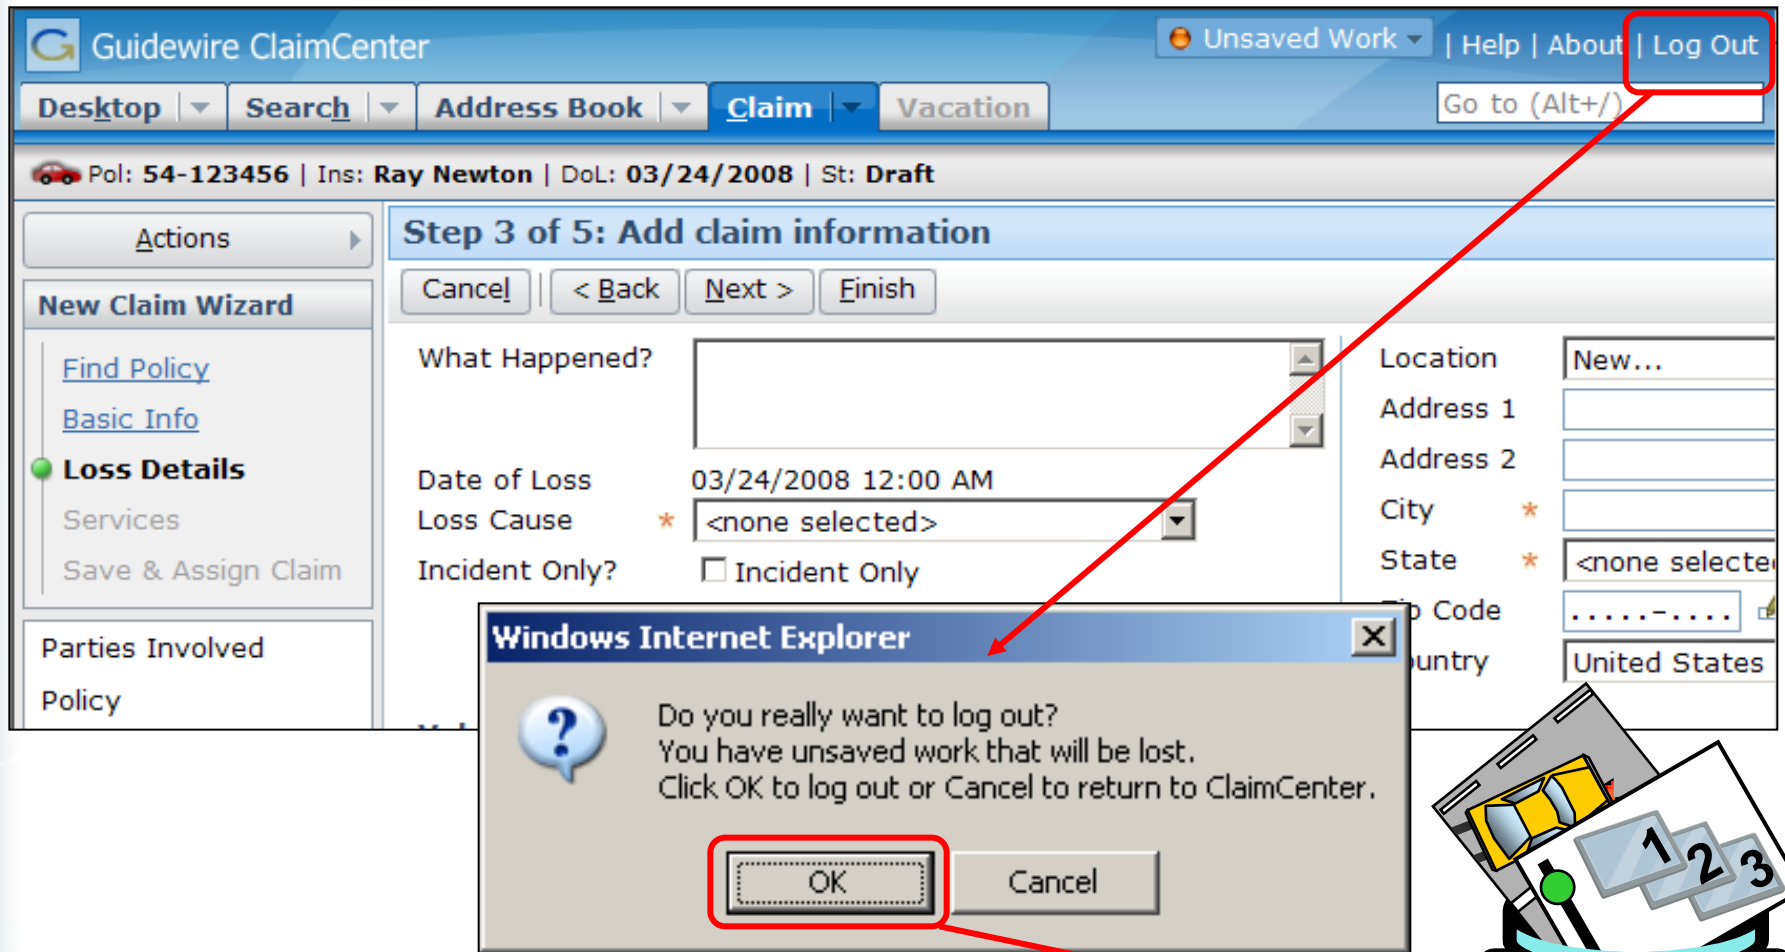 G Guidewire ClaimCenter
Unsaved Work | Help | About | Log Out
Desktop Search Address Book Claim Vacation
Go to (Alt+/)
Pol: 54-123456 | Ins: Ray Newton | DoL: 03/24/2008 | St: Draft
Actions
New Claim Wizard
Find Policy
Basic Info
Loss Details
Services
Save & Assign Claim
Parties Involved
Policy
Step 3 of 5: Add claim information
Cancel < Back Next > Finish
What Happened?
Date of Loss 03/24/2008 12:00 AM
Loss Cause * <none selected>
Incident Only? Incident Only
Location New...
Address 1
Address 2
City *
State *
<none
Code
.....-....
United States
Windows Internet Explorer
Do you really want to log out?
You have unsaved work that will be lost.
Click OK to log out or Cancel to return to ClaimCenter.
OK Cancel
1 2 3